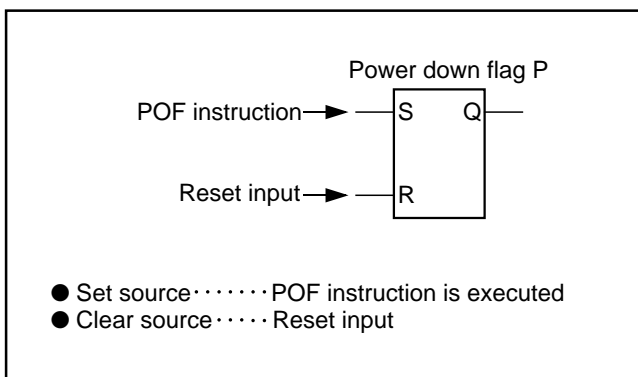 Power down flag P
POF instruction
S Q
Reset input
R
● Set source ······· POF instruction is executed
● Clear source ····· Reset input